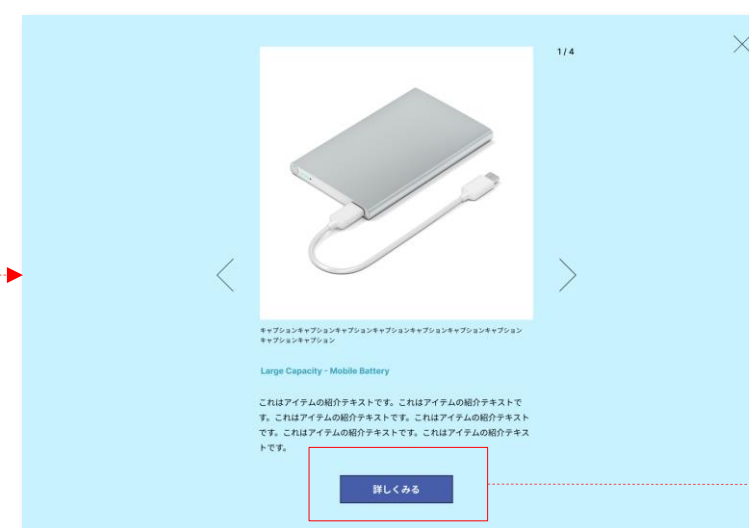 1 / 4
キャプションキャプションキャプションキャプションキャプションキャプションキャプション
キャプションキャプション
Large Capacity - Mobile Battery
これはアイテムの紹介テキストです。これはアイテムの紹介テキストで
す。これはアイテムの紹介テキストです。これはアイテムの紹介テキスト
です。これはアイテムの紹介テキストです。これはアイテムの紹介テキス
トです。
詳しくみる